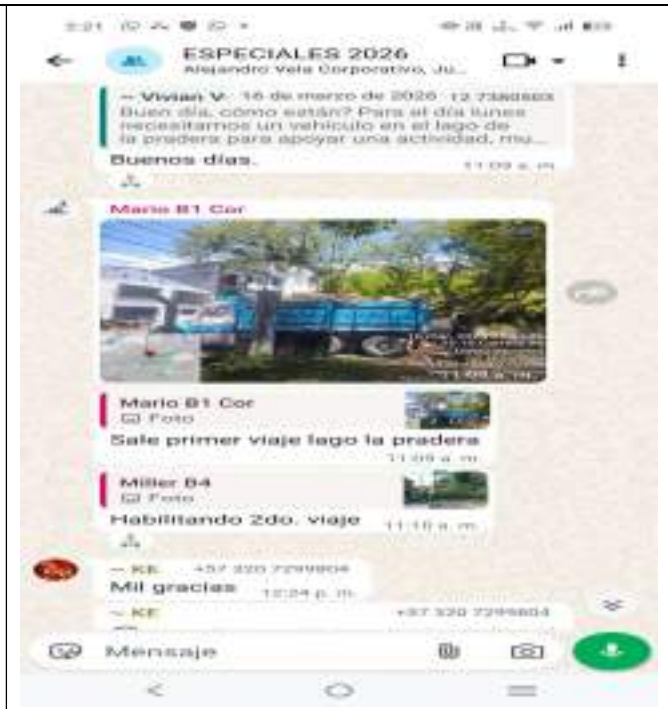 ESPECIALES 2026
Alejandro Vela Corporativo, Ju...
~ Vivian V. 16 de marzo de 2026
Buen día, cómo están? Para el día lunes
necesitamos un vehículo en el lago de
la pradera para apoyar una actividad, mu...
Buenos días.
11:09 a. m.
Mario B1 Cor
11:09 a. m.
Mario B1 Cor
Foto
Sale primer viaje lago la pradera
11:09 a. m.
Miller B4
Foto
Habilitando 2do. viaje
11:10 a. m.
~ KE +57 320 7299804
Mil gracias 12:24 p. m.
~ KE +57 320 7299804
Mensaje